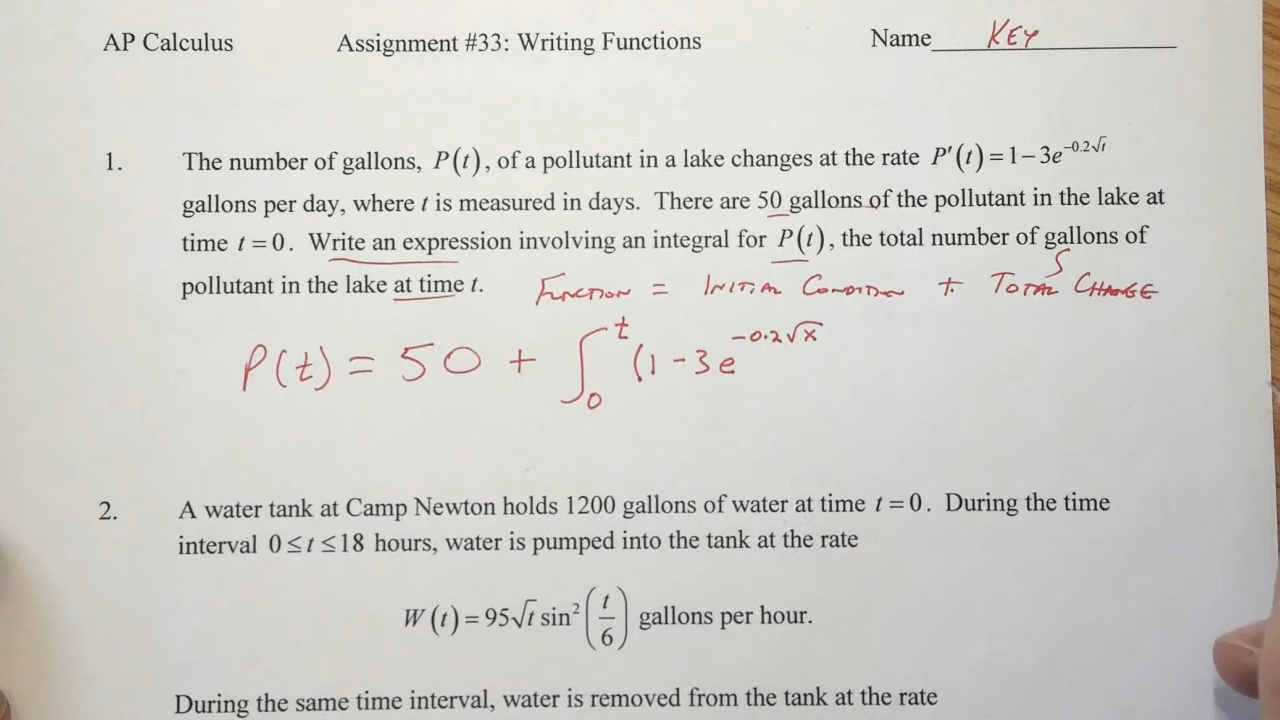 AP Calculus Assignment #33: Writing Functions Name KEY
1. The number of gallons, P(t), of a pollutant in a lake changes at the rate P′(t) = 1 − 3e^{−0.2√t}
gallons per day, where t is measured in days. There are 50 gallons of the pollutant in the lake at
time t = 0. Write an expression involving an integral for P(t), the total number of gallons of
pollutant in the lake at time t. FUNCTION = INITIAL CONDITION + ∫ TOTAL CHANGE
P(t) = 50 + ∫_0^t (1 − 3e^{−0.2√x}
2. A water tank at Camp Newton holds 1200 gallons of water at time t = 0. During the time
interval 0 ≤ t ≤ 18 hours, water is pumped into the tank at the rate
W(t) = 95√t sin²(t/6) gallons per hour.
During the same time interval, water is removed from the tank at the rate